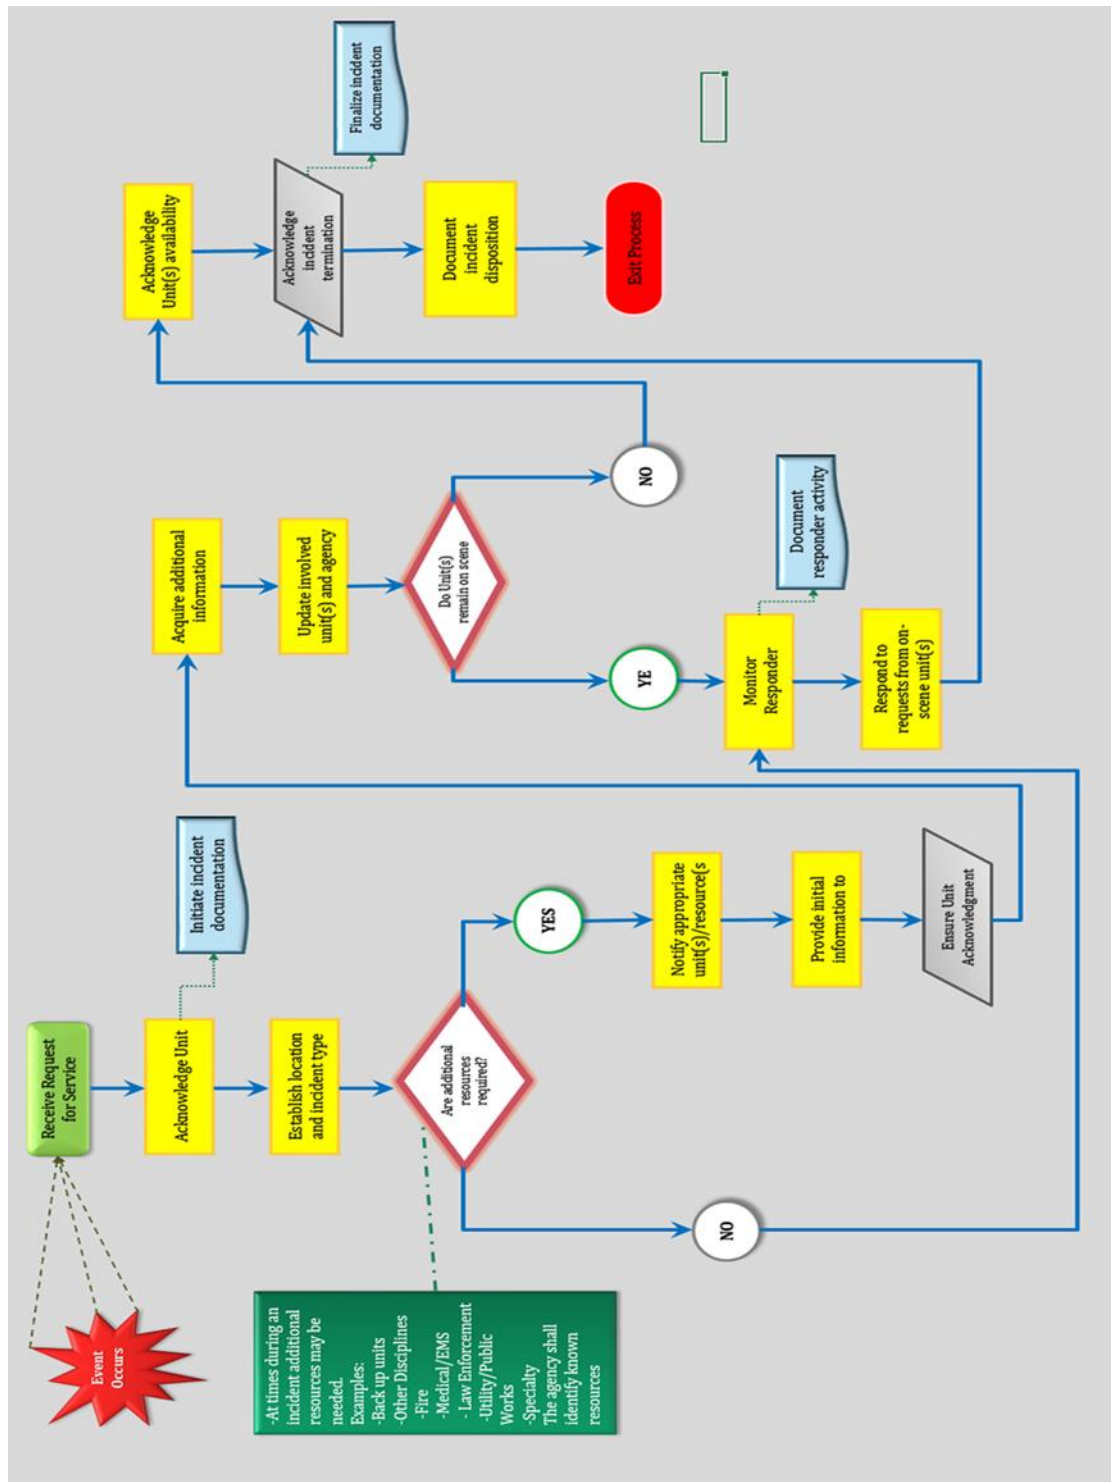 Event
Occurs
Receive Request
for Service
Acknowledge Unit
Initiate incident
documentation
Establish location
and incident type
Are additional
resources
required?
-At times during an
incident additional
resources may be
needed.
Examples:
-Back up units
-Other Disciplines
-Fire
-Medical/EMS
- Law Enforcement
-Utility/Public
Works
-Specialty
The agency shall
identify known
resources
NO
YES
Notify appropriate
unit(s)/resource(s
Provide initial
information to
Ensure Unit
Acknowledgment
Acquire additional
information
Update involved
unit(s) and agency
Do Unit(s)
remain on scene
YE
NO
Monitor
Responder
Document
responder activity
Respond to
requests from on-
scene unit(s)
Acknowledge
Unit(s) availability
Acknowledge
incident
termination
Finalize incident
documentation
Document
incident
disposition
Exit Process